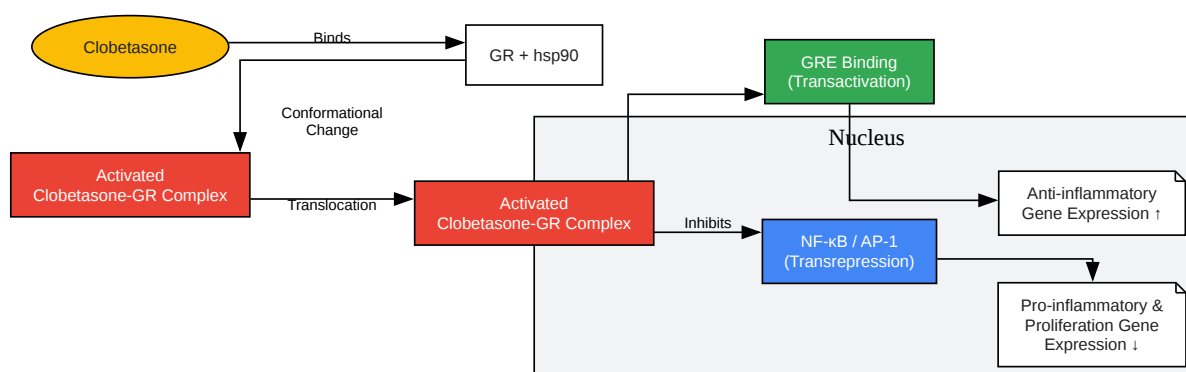 Clobetasone
Binds
GR + hsp90
GRE Binding
(Transactivation)
Conformational
Change
Nucleus
Activated
Clobetasone-GR Complex
Translocation
Activated
Clobetasone-GR Complex
Inhibits
NF-κB / AP-1
(Transrepression)
Anti-inflammatory
Gene Expression ↑
Pro-inflammatory &
Proliferation Gene
Expression ↓